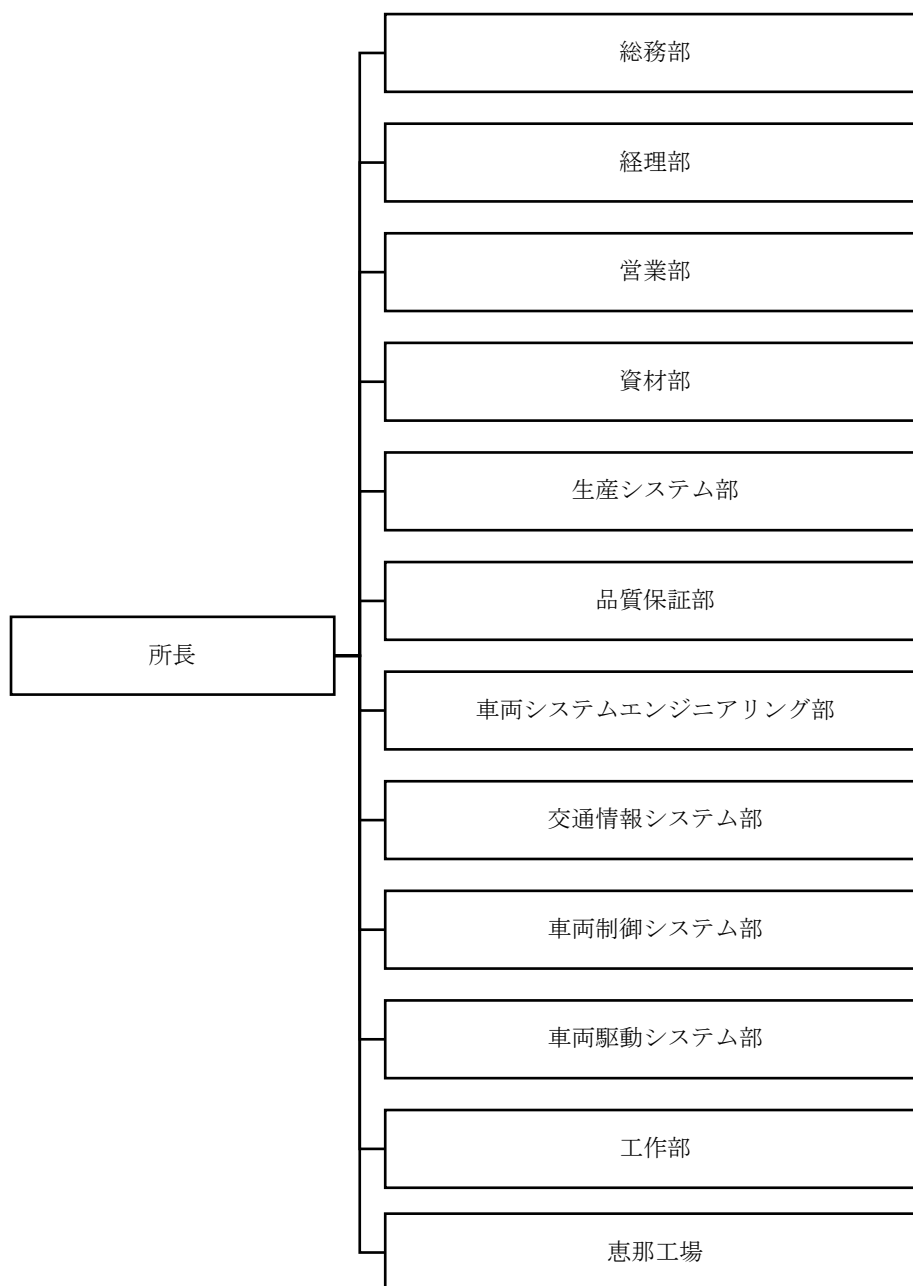 総務部
経理部
営業部
資材部
生産システム部
品質保証部
所長
車両システムエンジニアリング部
交通情報システム部
車両制御システム部
車両駆動システム部
工作部
恵那工場